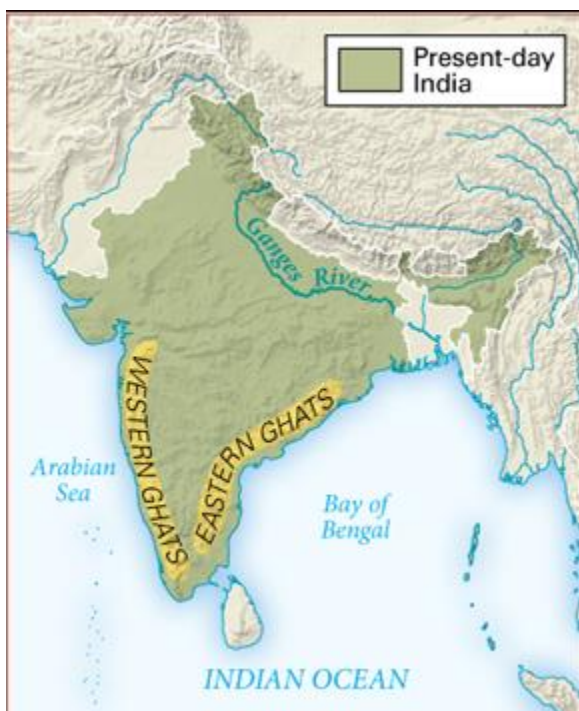 Present-day
India
Ganges River
WESTERN GHATS
EASTERN GHATS
Arabian
Sea
Bay of
Bengal
INDIAN OCEAN